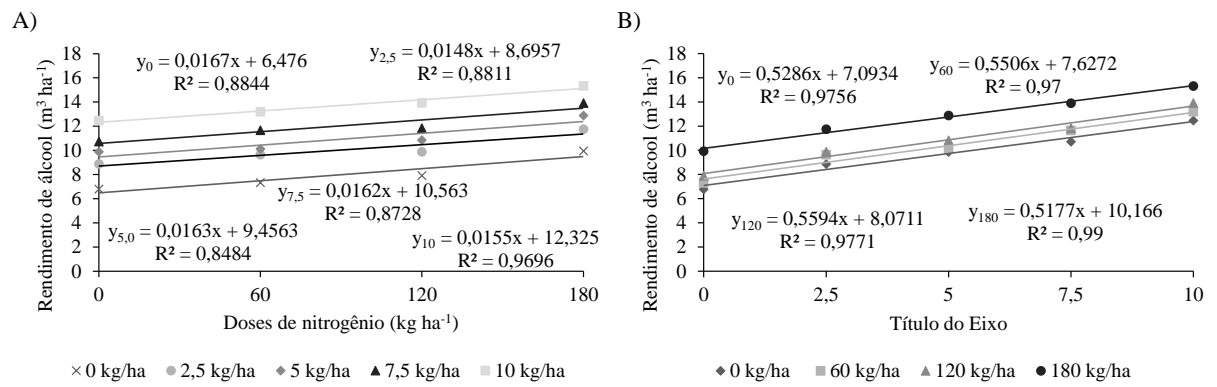 A)
Rendimento de álcool (m³ ha⁻¹)
18
16
14
12
10
8
6
4
2
0
y₀ = 0,0167x + 6,476
R² = 0,8844
y₂,₅ = 0,0148x + 8,6957
R² = 0,8811
y₇,₅ = 0,0162x + 10,563
R² = 0,8728
y₅,₀ = 0,0163x + 9,4563
R² = 0,8484
y₁₀ = 0,0155x + 12,325
R² = 0,9696
0 60 120 180
Doses de nitrogênio (kg ha⁻¹)
0 kg/ha 2,5 kg/ha 5 kg/ha 7,5 kg/ha 10 kg/ha
B)
Rendimento de álcool (m³ ha⁻¹)
18
16
14
12
10
8
6
4
2
0
y₀ = 0,5286x + 7,0934
R² = 0,9756
y₆₀ = 0,5506x + 7,6272
R² = 0,97
y₁₂₀ = 0,5594x + 8,0711
R² = 0,9771
y₁₈₀ = 0,5177x + 10,166
R² = 0,99
0 2,5 5 7,5 10
Título do Eixo
0 kg/ha 60 kg/ha 120 kg/ha 180 kg/ha